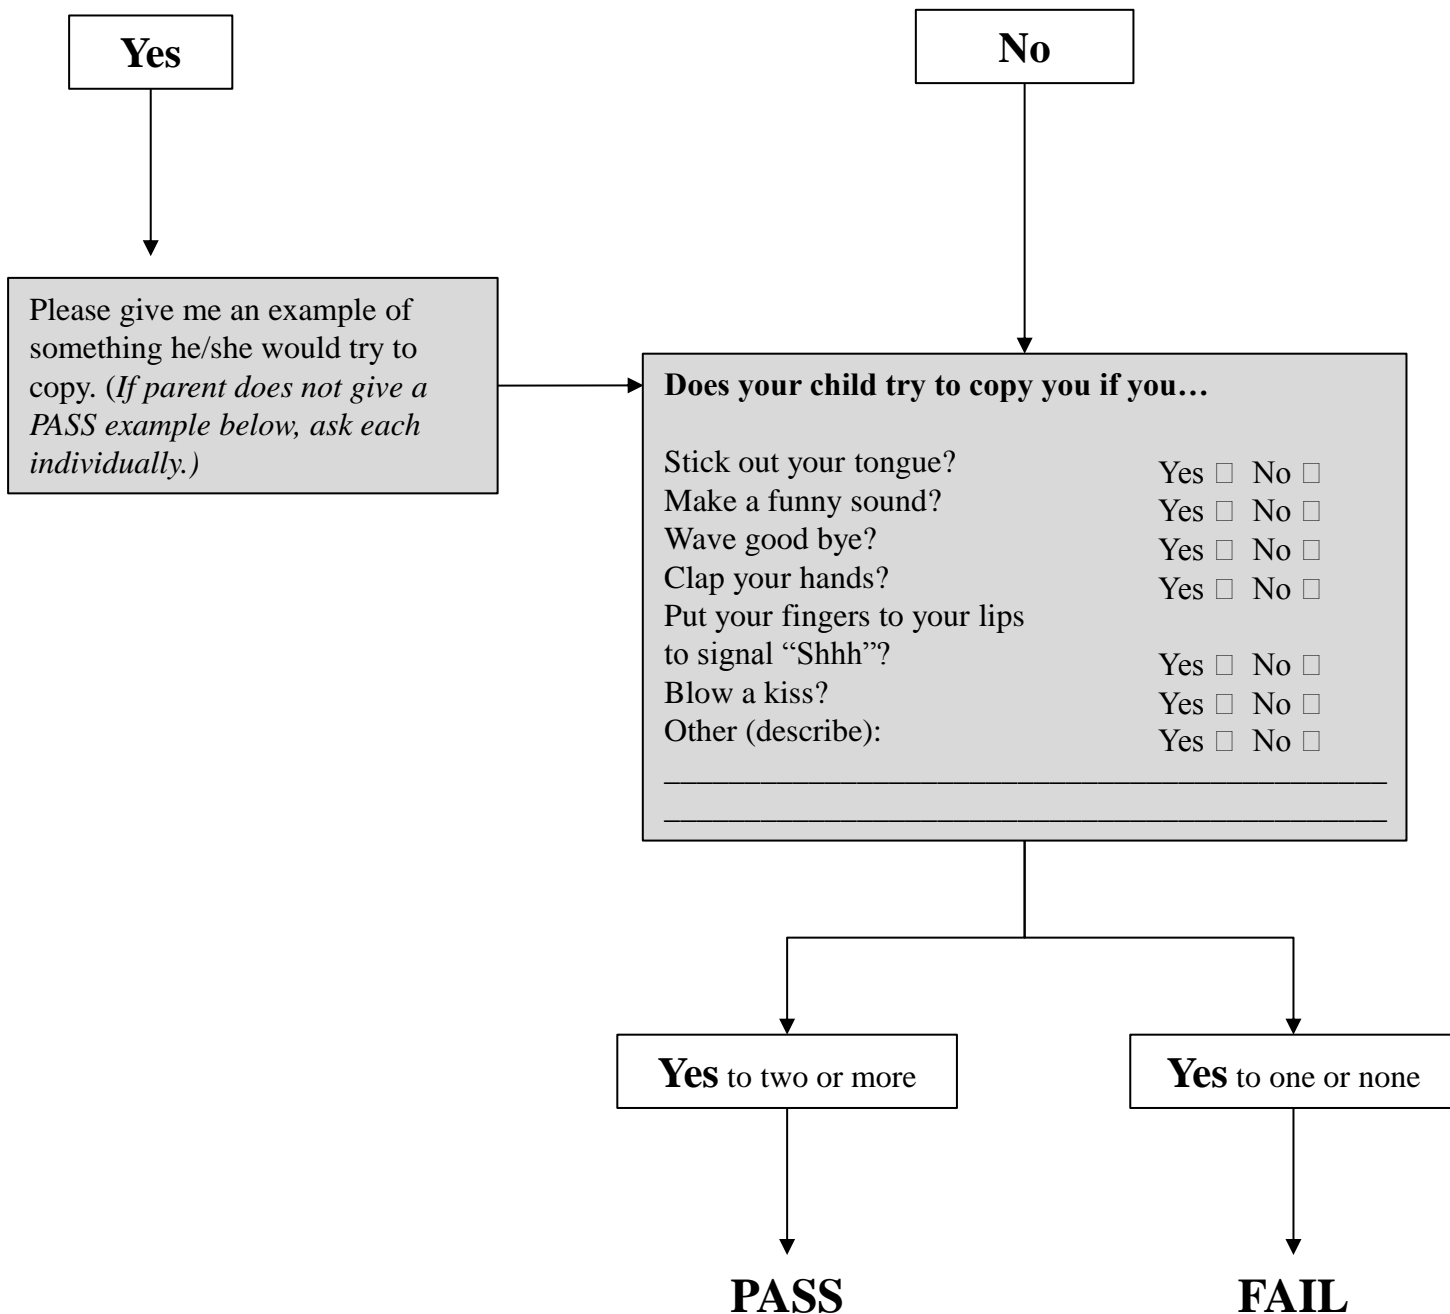 Yes
No
Please give me an example of
something he/she would try to
copy. (If parent does not give a
PASS example below, ask each
individually.)
Does your child try to copy you if you…
Stick out your tongue? Yes □ No □
Make a funny sound? Yes □ No □
Wave good bye? Yes □ No □
Clap your hands? Yes □ No □
Put your fingers to your lips
to signal “Shhh”? Yes □ No □
Blow a kiss? Yes □ No □
Other (describe): Yes □ No □
Yes to two or more
Yes to one or none
PASS
FAIL